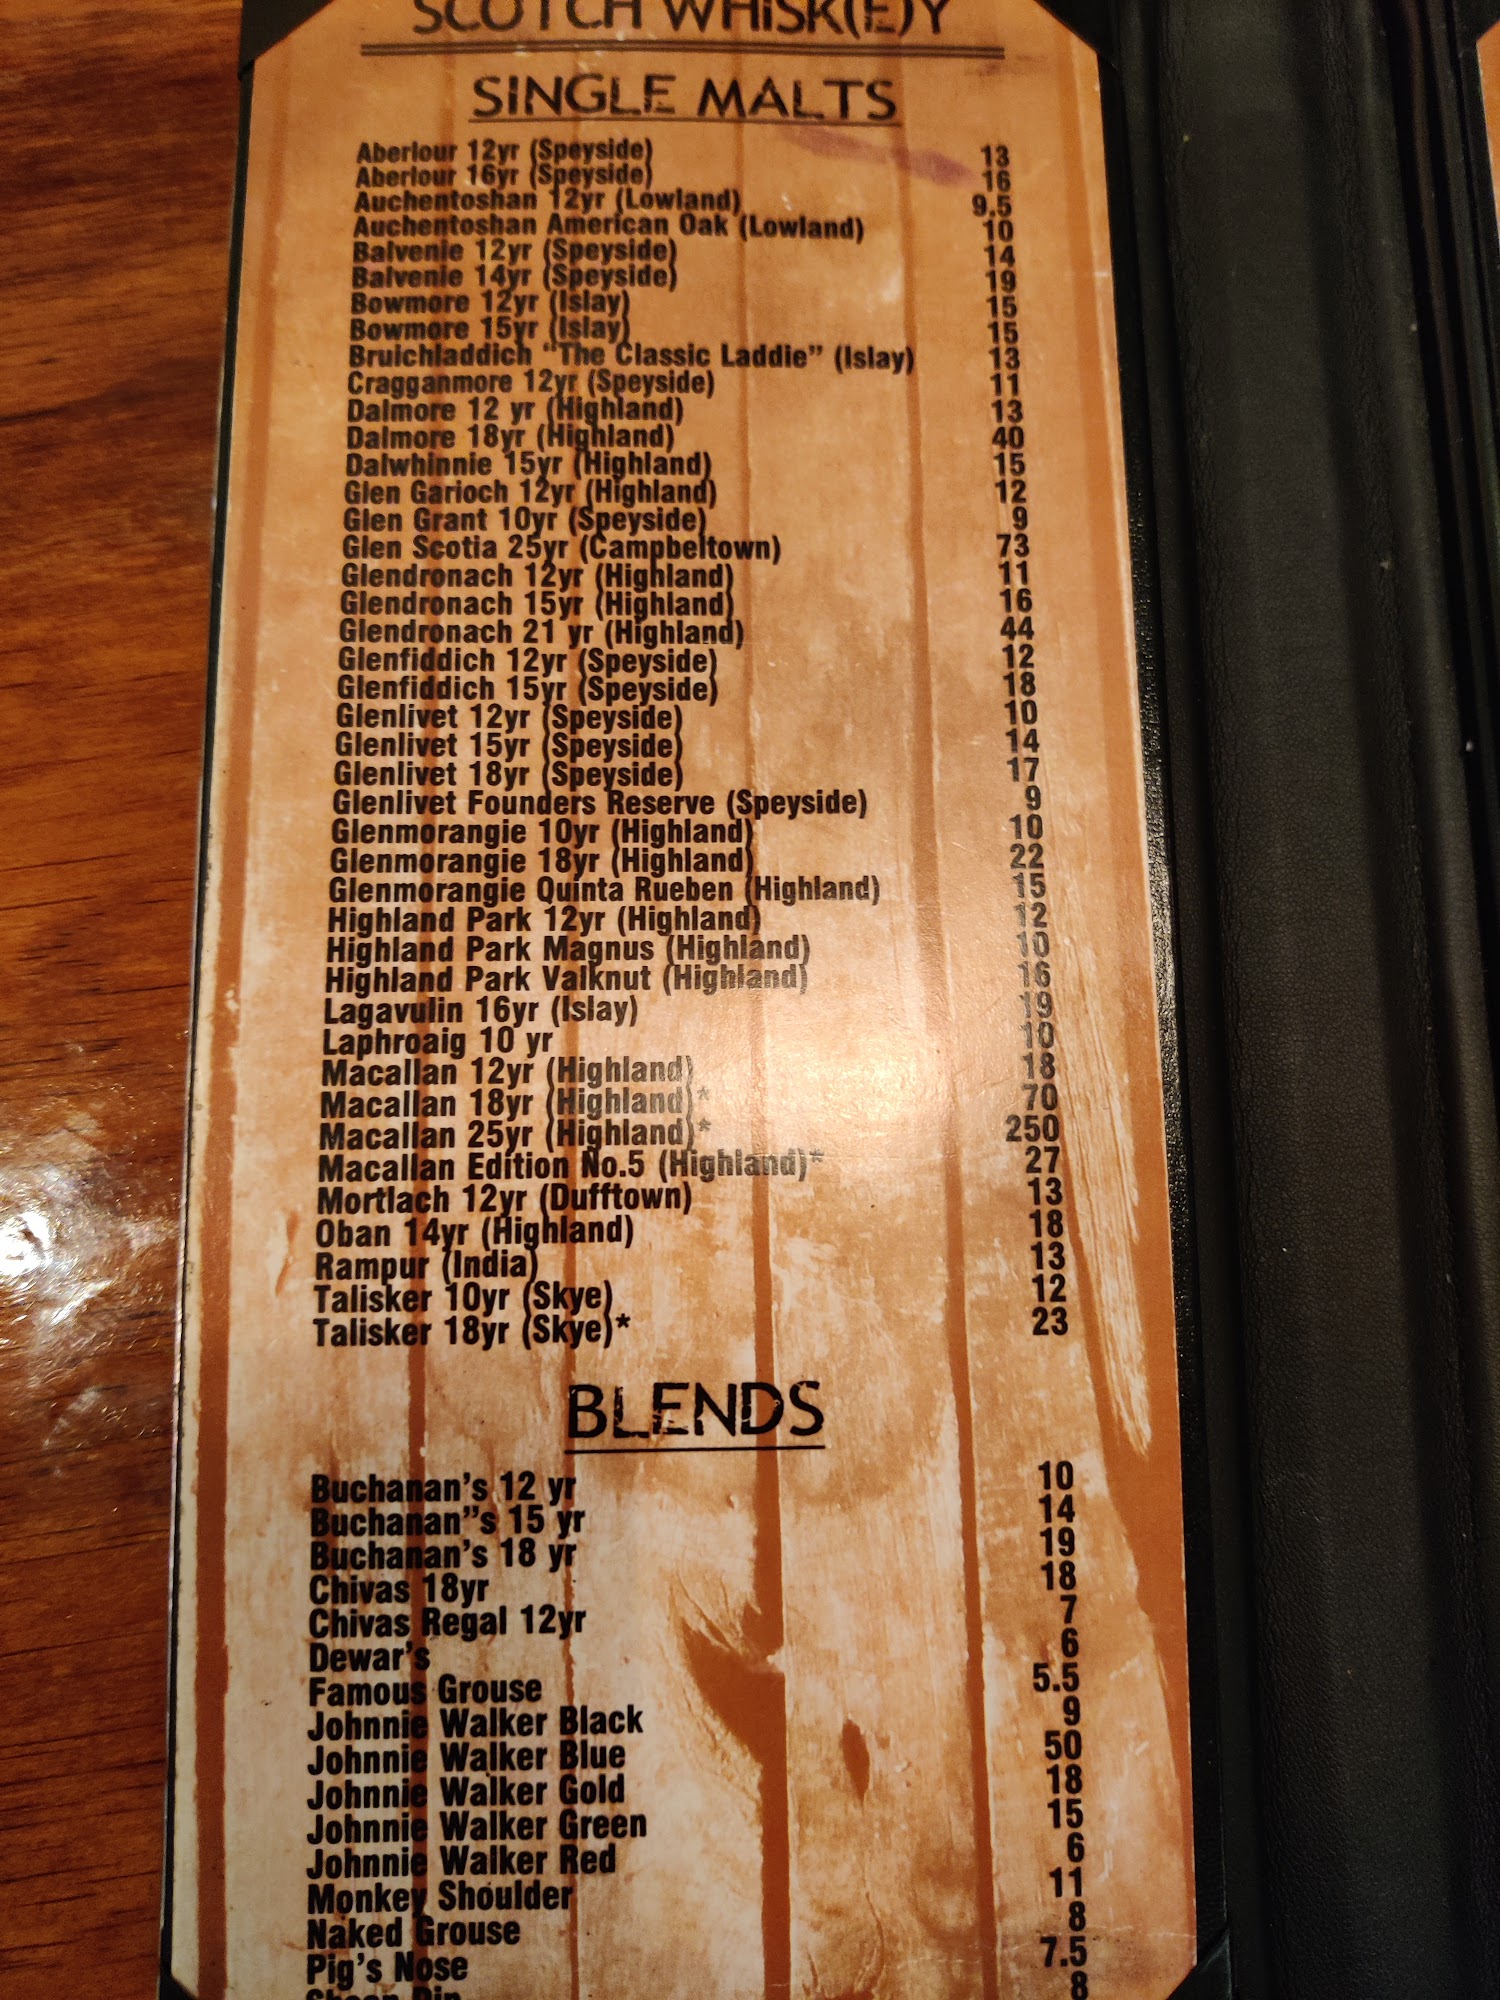 SCOTCH WHiSK(E)Y
SINGLE MALTS
Aberlour 12yr (Speyside) 13
Aberlour 16yr (Speyside) 16
Auchentoshan 12yr (Lowland) 9.5
Auchentoshan American Oak (Lowland) 10
Balvenie 12yr (Speyside) 14
Balvenie 14yr (Speyside) 19
Bowmore 12yr (Islay) 15
Bowmore 15yr (Islay) 15
Bruichladdich "The Classic Laddie" (Islay) 13
Cragganmore 12yr (Speyside) 11
Dalmore 12 yr (Highland) 13
Dalmore 18yr (Highland) 40
Dalwhinnie 15yr (Highland) 15
Glen Garioch 12yr (Highland) 12
Glen Grant 10yr (Speyside) 9
Glen Scotia 25yr (Campbeltown) 73
Glendronach 12yr (Highland) 11
Glendronach 15yr (Highland) 16
Glendronach 21 yr (Highland) 44
Glenfiddich 12yr (Speyside) 12
Glenfiddich 15yr (Speyside) 18
Glenlivet 12yr (Speyside) 10
Glenlivet 15yr (Speyside) 14
Glenlivet 18yr (Speyside) 17
Glenlivet Founders Reserve (Speyside) 9
Glenmorangie 10yr (Highland) 10
Glenmorangie 18yr (Highland) 22
Glenmorangie Quinta Rueben (Highland) 15
Highland Park 12yr (Highland) 12
Highland Park Magnus (Highland) 10
Highland Park Valknut (Highland) 16
Lagavulin 16yr (Islay) 19
Laphroaig 10 yr 10
Macallan 12yr (Highland) 18
Macallan 18yr (Highland)* 70
Macallan 25yr (Highland)* 250
Macallan Edition No.5 (Highland)* 27
Mortlach 12yr (Dufftown) 13
Oban 14yr (Highland) 18
Rampur (India) 13
Talisker 10yr (Skye) 12
Talisker 18yr (Skye)* 23
BLENDS
Buchanan's 12 yr 10
Buchanan"s 15 yr 14
Buchanan's 18 yr 19
Chivas 18yr 18
Chivas Regal 12yr 7
Dewar's 6
Famous Grouse 5.5
Johnnie Walker Black 9
Johnnie Walker Blue 50
Johnnie Walker Gold 18
Johnnie Walker Green 15
Johnnie Walker Red 6
Monkey Shoulder 11
Naked Grouse 8
Pig's Nose 7.5
8